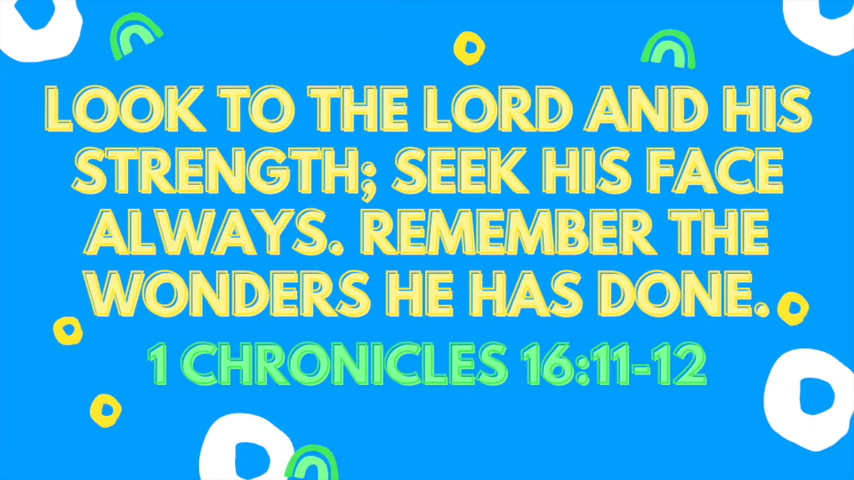 LOOK TO THE LORD AND HIS
STRENGTH; SEEK HIS FACE
ALWAYS. REMEMBER THE
WONDERS HE HAS DONE.
1 CHRONICLES 16:11-12